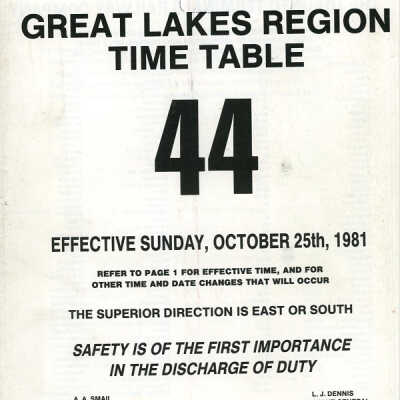 GREAT LAKES REGION
TIME TABLE
44
EFFECTIVE SUNDAY, OCTOBER 25th, 1981
REFER TO PAGE 1 FOR EFFECTIVE TIME, AND FOR
OTHER TIME AND DATE CHANGES THAT WILL OCCUR
THE SUPERIOR DIRECTION IS EAST OR SOUTH
SAFETY IS OF THE FIRST IMPORTANCE
IN THE DISCHARGE OF DUTY
A. A. SMAIL
L. J. DENNIS